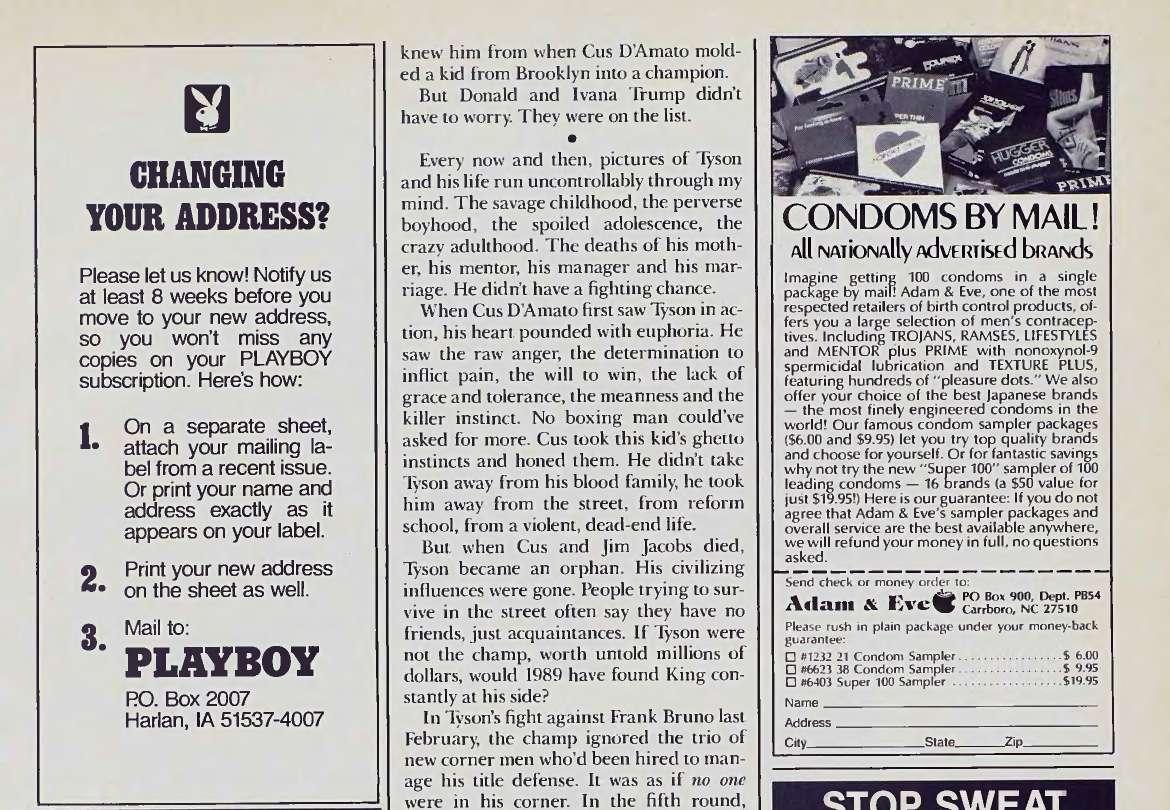 CHANGING
YOUR ADDRESS?
Please let us know! Notify us
at least 8 weeks before you
move to your new address,
so you won't miss any
copies on your PLAYBOY
subscription. Here's how:
1. On a separate sheet,
attach your mailing la-
bel from a recent issue.
Or print your name and
address exactly as it
appears on your label.
2. Print your new address
on the sheet as well.
3. Mail to:
PLAYBOY
P.O. Box 2007
Harlan, IA 51537-4007
knew him from when Cus D'Amato mold-
ed a kid from Brooklyn into a champion.
But Donald and Ivana Trump didn't
have to worry. They were on the list.
•
Every now and then, pictures of Tyson
and his life run uncontrollably through my
mind. The savage childhood, the perverse
boyhood, the spoiled adolescence, the
crazy adulthood. The deaths of his moth-
er, his mentor, his manager and his mar-
riage. He didn't have a fighting chance.
When Cus D'Amato first saw Tyson in ac-
tion, his heart pounded with euphoria. He
saw the raw anger, the determination to
inflict pain, the will to win, the lack of
grace and tolerance, the meanness and the
killer instinct. No boxing man could've
asked for more. Cus took this kid's ghetto
instincts and honed them. He didn't take
Tyson away from his blood family, he took
him away from the street, from reform
school, from a violent, dead-end life.
But when Cus and Jim Jacobs died,
Tyson became an orphan. His civilizing
influences were gone. People trying to sur-
vive in the street often say they have no
friends, just acquaintances. If Tyson were
not the champ, worth untold millions of
dollars, would 1989 have found King con-
stantly at his side?
In Tyson's fight against Frank Bruno last
February, the champ ignored the trio of
new corner men who'd been hired to man-
age his title defense. It was as if no one
were in his corner. In the fifth round,
PRIME
HUGGER
CONDOMS
Slims
PRIME
CONDOMS BY MAIL!
all NATIONALLY ADVERTISED BRANDS
Imagine getting 100 condoms in a single
package by mail! Adam & Eve, one of the most
respected retailers of birth control products, of-
fers you a large selection of men's contracep-
tives. Including TROJANS, RAMSES, LIFESTYLES
and MENTOR plus PRIME with nonoxynol-9
spermicidal lubrication and TEXTURE PLUS,
featuring hundreds of "pleasure dots." We also
offer your choice of the best Japanese brands
— the most finely engineered condoms in the
world! Our famous condom sampler packages
($6.00 and $9.95) let you try top quality brands
and choose for yourself. Or for fantastic savings
why not try the new "Super 100" sampler of 100
leading condoms — 16 brands (a $50 value for
just $19.95!) Here is our guarantee: If you do not
agree that Adam & Eve's sampler packages and
overall service are the best available anywhere,
we will refund your money in full, no questions
asked.
Send check or money order to:
Adam & Eve PO Box 900, Dept. PB54
Carrboro, NC 27510
Please rush in plain package under your money-back
guarantee:
☐ #1232 21 Condom Sampler.................$ 6.00
☐ #6623 38 Condom Sampler.................$ 9.95
☐ #6403 Super 100 Sampler .................$19.95
Name
Address
City State Zip
STOP SWEAT